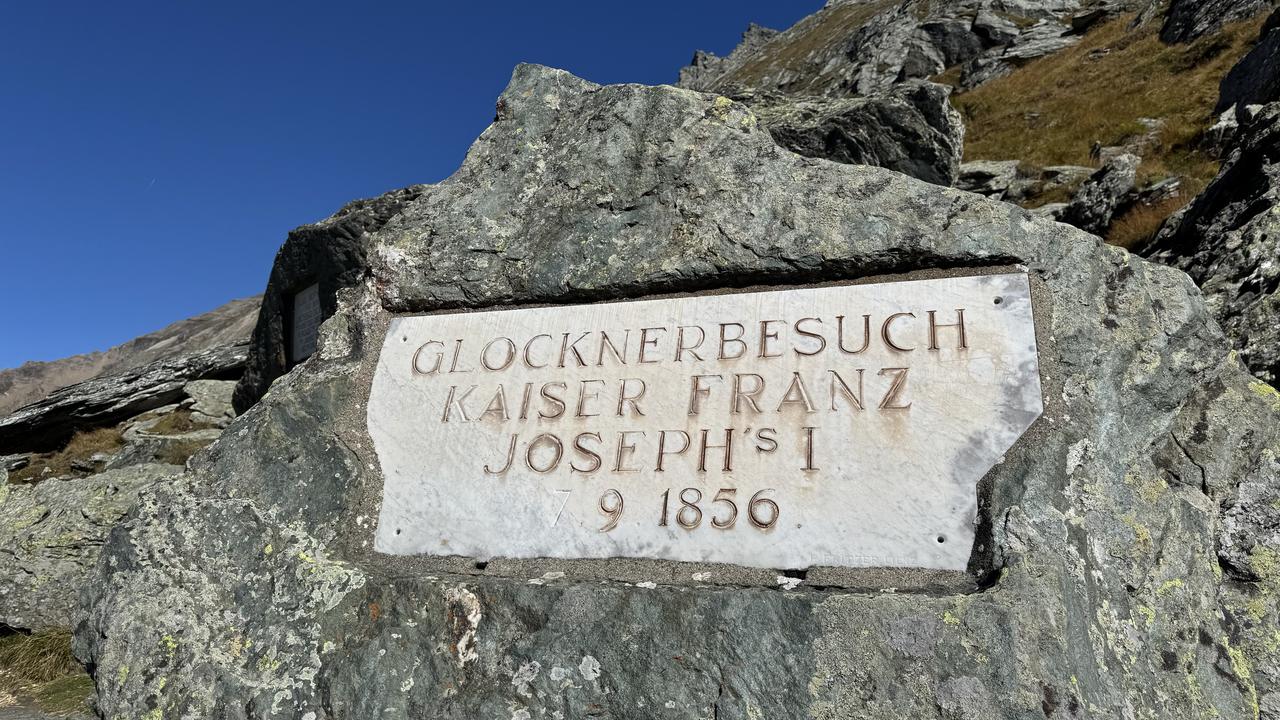 GLOCKNERBESUCH
KAISER FRANZ
JOSEPH's I
7 9 1856